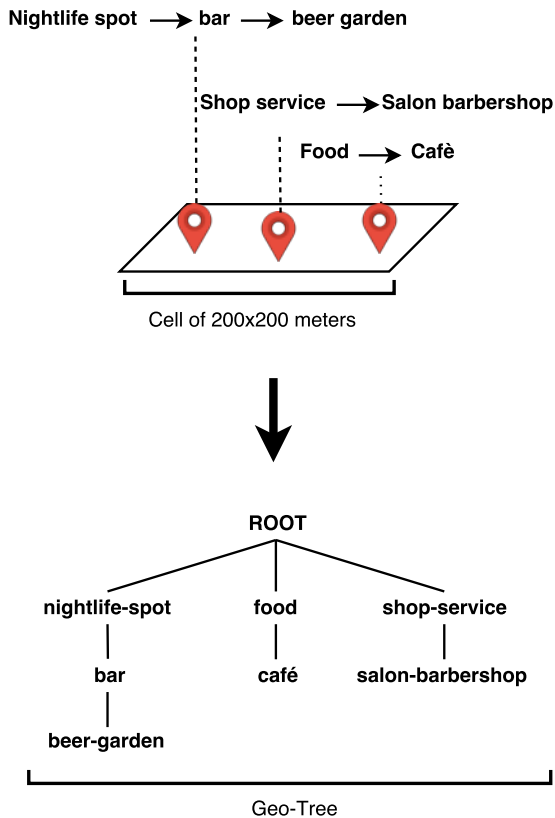 Nightlife spot → bar → beer garden
Shop service → Salon barbershop
Food → Cafè
Cell of 200x200 meters
ROOT
nightlife-spot food shop-service
bar café salon-barbershop
beer-garden
Geo-Tree